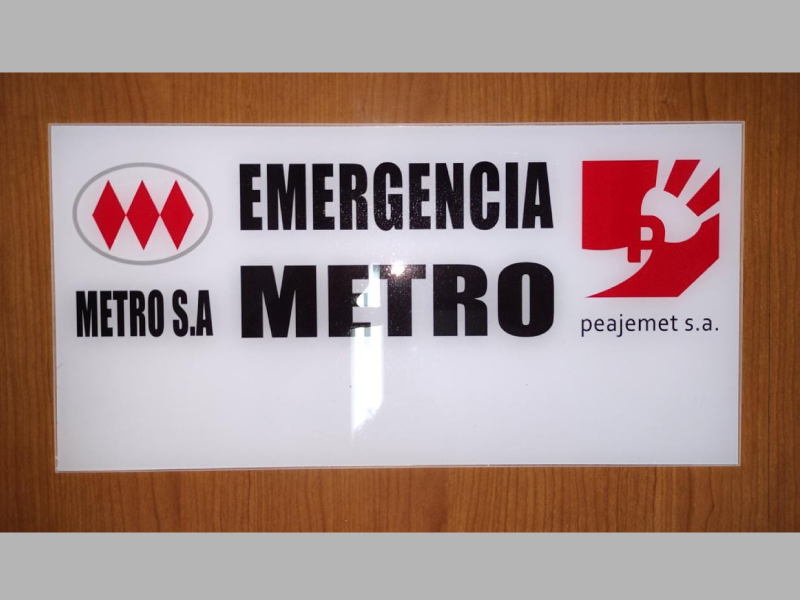 EMERGENCIA
METRO
METRO S.A
P
peajemet s.a.